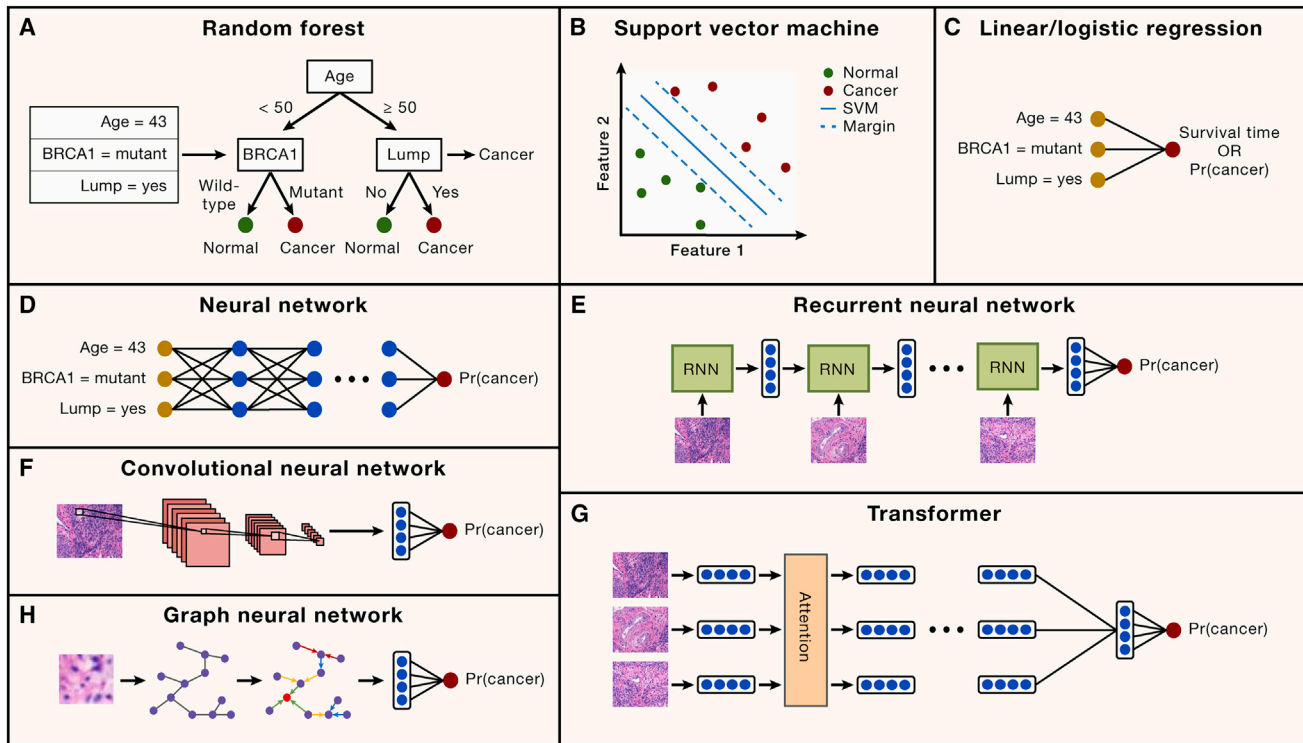 A
Random forest
Age
< 50
≥ 50
Age = 43
BRCA1 = mutant
Lump = yes
BRCA1
Lump
Cancer
Wild-
type
Mutant
No
Yes
Normal
Cancer
Normal
Cancer
B
Support vector machine
Feature 2
Feature 1
Normal
Cancer
SVM
Margin
C
Linear/logistic regression
Age = 43
BRCA1 = mutant
Lump = yes
Survival time
OR
Pr(cancer)
D
Neural network
Age = 43
BRCA1 = mutant
Lump = yes
Pr(cancer)
E
Recurrent neural network
RNN
RNN
RNN
Pr(cancer)
F
Convolutional neural network
Pr(cancer)
G
Transformer
Attention
Pr(cancer)
H
Graph neural network
Pr(cancer)